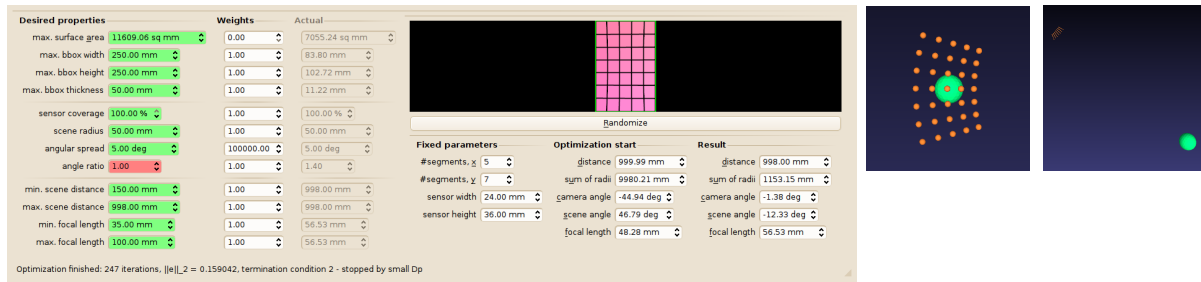 Desired properties Weights Actual
max. surface area 11609.06 sq mm 0.00 7055.24 sq mm
max. bbox width 250.00 mm 1.00 83.80 mm
max. bbox height 250.00 mm 1.00 102.72 mm
max. bbox thickness 50.00 mm 1.00 11.22 mm
sensor coverage 100.00 % 1.00 100.00 %
scene radius 50.00 mm 1.00 50.00 mm
angular spread 5.00 deg 100000.00 5.00 deg
angle ratio 1.00 1.00 1.40
min. scene distance 150.00 mm 1.00 998.00 mm
max. scene distance 998.00 mm 1.00 998.00 mm
min. focal length 35.00 mm 1.00 56.53 mm
max. focal length 100.00 mm 1.00 56.53 mm
Randomize
Fixed parameters Optimization start Result
#segments, x 5 distance 999.99 mm distance 998.00 mm
#segments, y 7 sum of radii 9980.21 mm sum of radii 1153.15 mm
sensor width 24.00 mm camera angle -44.94 deg camera angle -1.38 deg
sensor height 36.00 mm scene angle 46.79 deg scene angle -12.33 deg
focal length 48.28 mm focal length 56.53 mm
Optimization finished: 247 iterations, ||e||_2 = 0.159042, termination condition 2 - stopped by small Dp